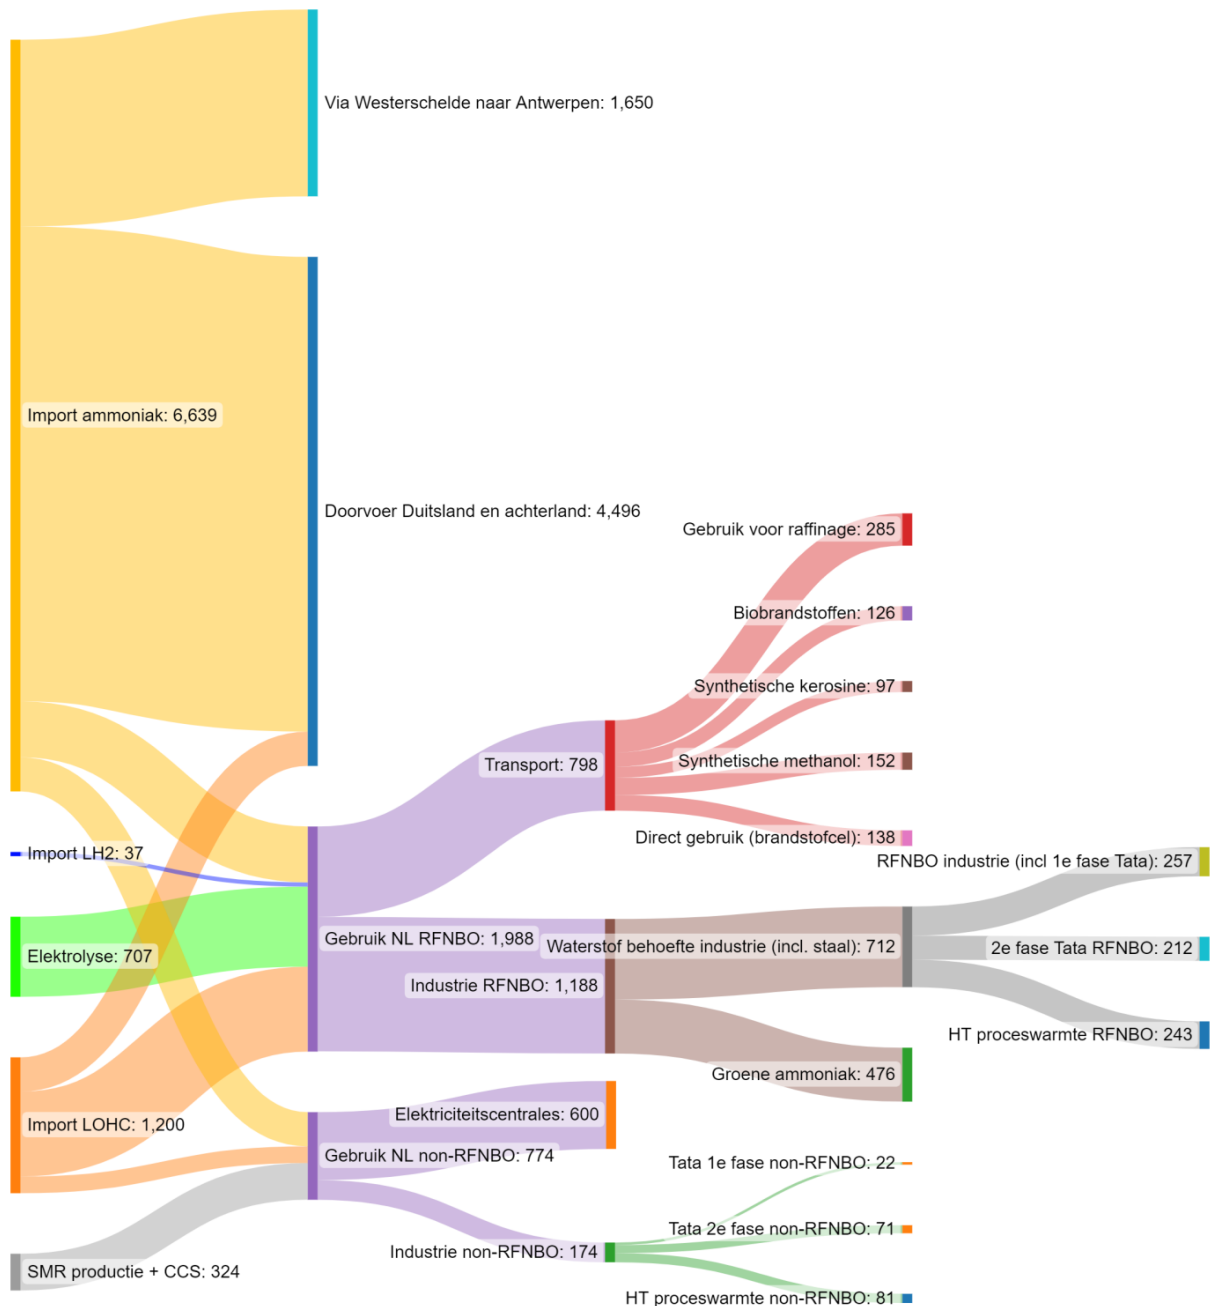 Via Westerschelde naar Antwerpen: 1,650
Import ammoniak: 6,639
Doorvoer Duitsland en achterland: 4,496
Gebruik voor raffinage: 285
Biobrandstoffen: 126
Synthetische kerosine: 97
Transport: 798
Synthetische methanol: 152
Direct gebruik (brandstofcel): 138
Import LH2: 37
RFNBO industrie (incl 1e fase Tata): 257
Gebruik NL RFNBO: 1,988
Waterstof behoefte industrie (incl. staal): 712
2e fase Tata RFNBO: 212
Elektrolyse: 707
Industrie RFNBO: 1,188
HT proceswarmte RFNBO: 243
Groene ammoniak: 476
Elektriciteitscentrales: 600
Import LOHC: 1,200
Gebruik NL non-RFNBO: 774
Tata 1e fase non-RFNBO: 22
Tata 2e fase non-RFNBO: 71
Industrie non-RFNBO: 174
SMR productie + CCS: 324
HT proceswarmte non-RFNBO: 81